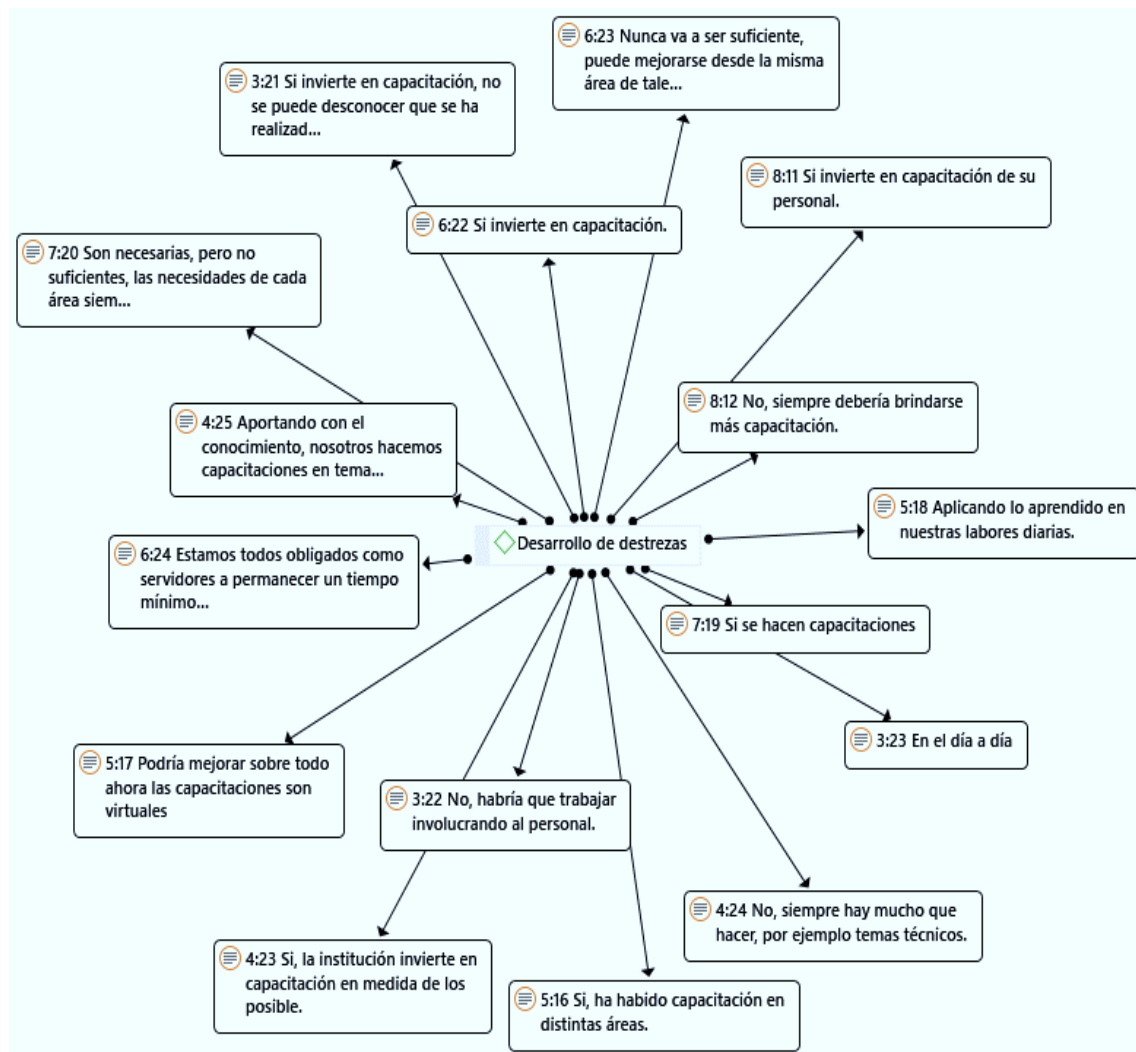 6:23 Nunca va a ser suficiente,
puede mejorarse desde la misma
área de tale...
3:21 Si invierte en capacitación, no
se puede desconocer que se ha
realizad...
8:11 Si invierte en capacitación de su
personal.
6:22 Si invierte en capacitación.
7:20 Son necesarias, pero no
suficientes, las necesidades de cada
área siem...
8:12 No, siempre debería brindarse
más capacitación.
4:25 Aportando con el
conocimiento, nosotros hacemos
capacitaciones en tema...
5:18 Aplicando lo aprendido en
nuestras labores diarias.
Desarrollo de destrezas
6:24 Estamos todos obligados como
servidores a permanecer un tiempo
mínimo...
7:19 Si se hacen capacitaciones
3:23 En el día a día
5:17 Podría mejorar sobre todo
ahora las capacitaciones son
virtuales
3:22 No, habría que trabajar
involucrando al personal.
4:24 No, siempre hay mucho que
hacer, por ejemplo temas técnicos.
4:23 Si, la institución invierte en
capacitación en medida de los
posible.
5:16 Si, ha habido capacitación en
distintas áreas.